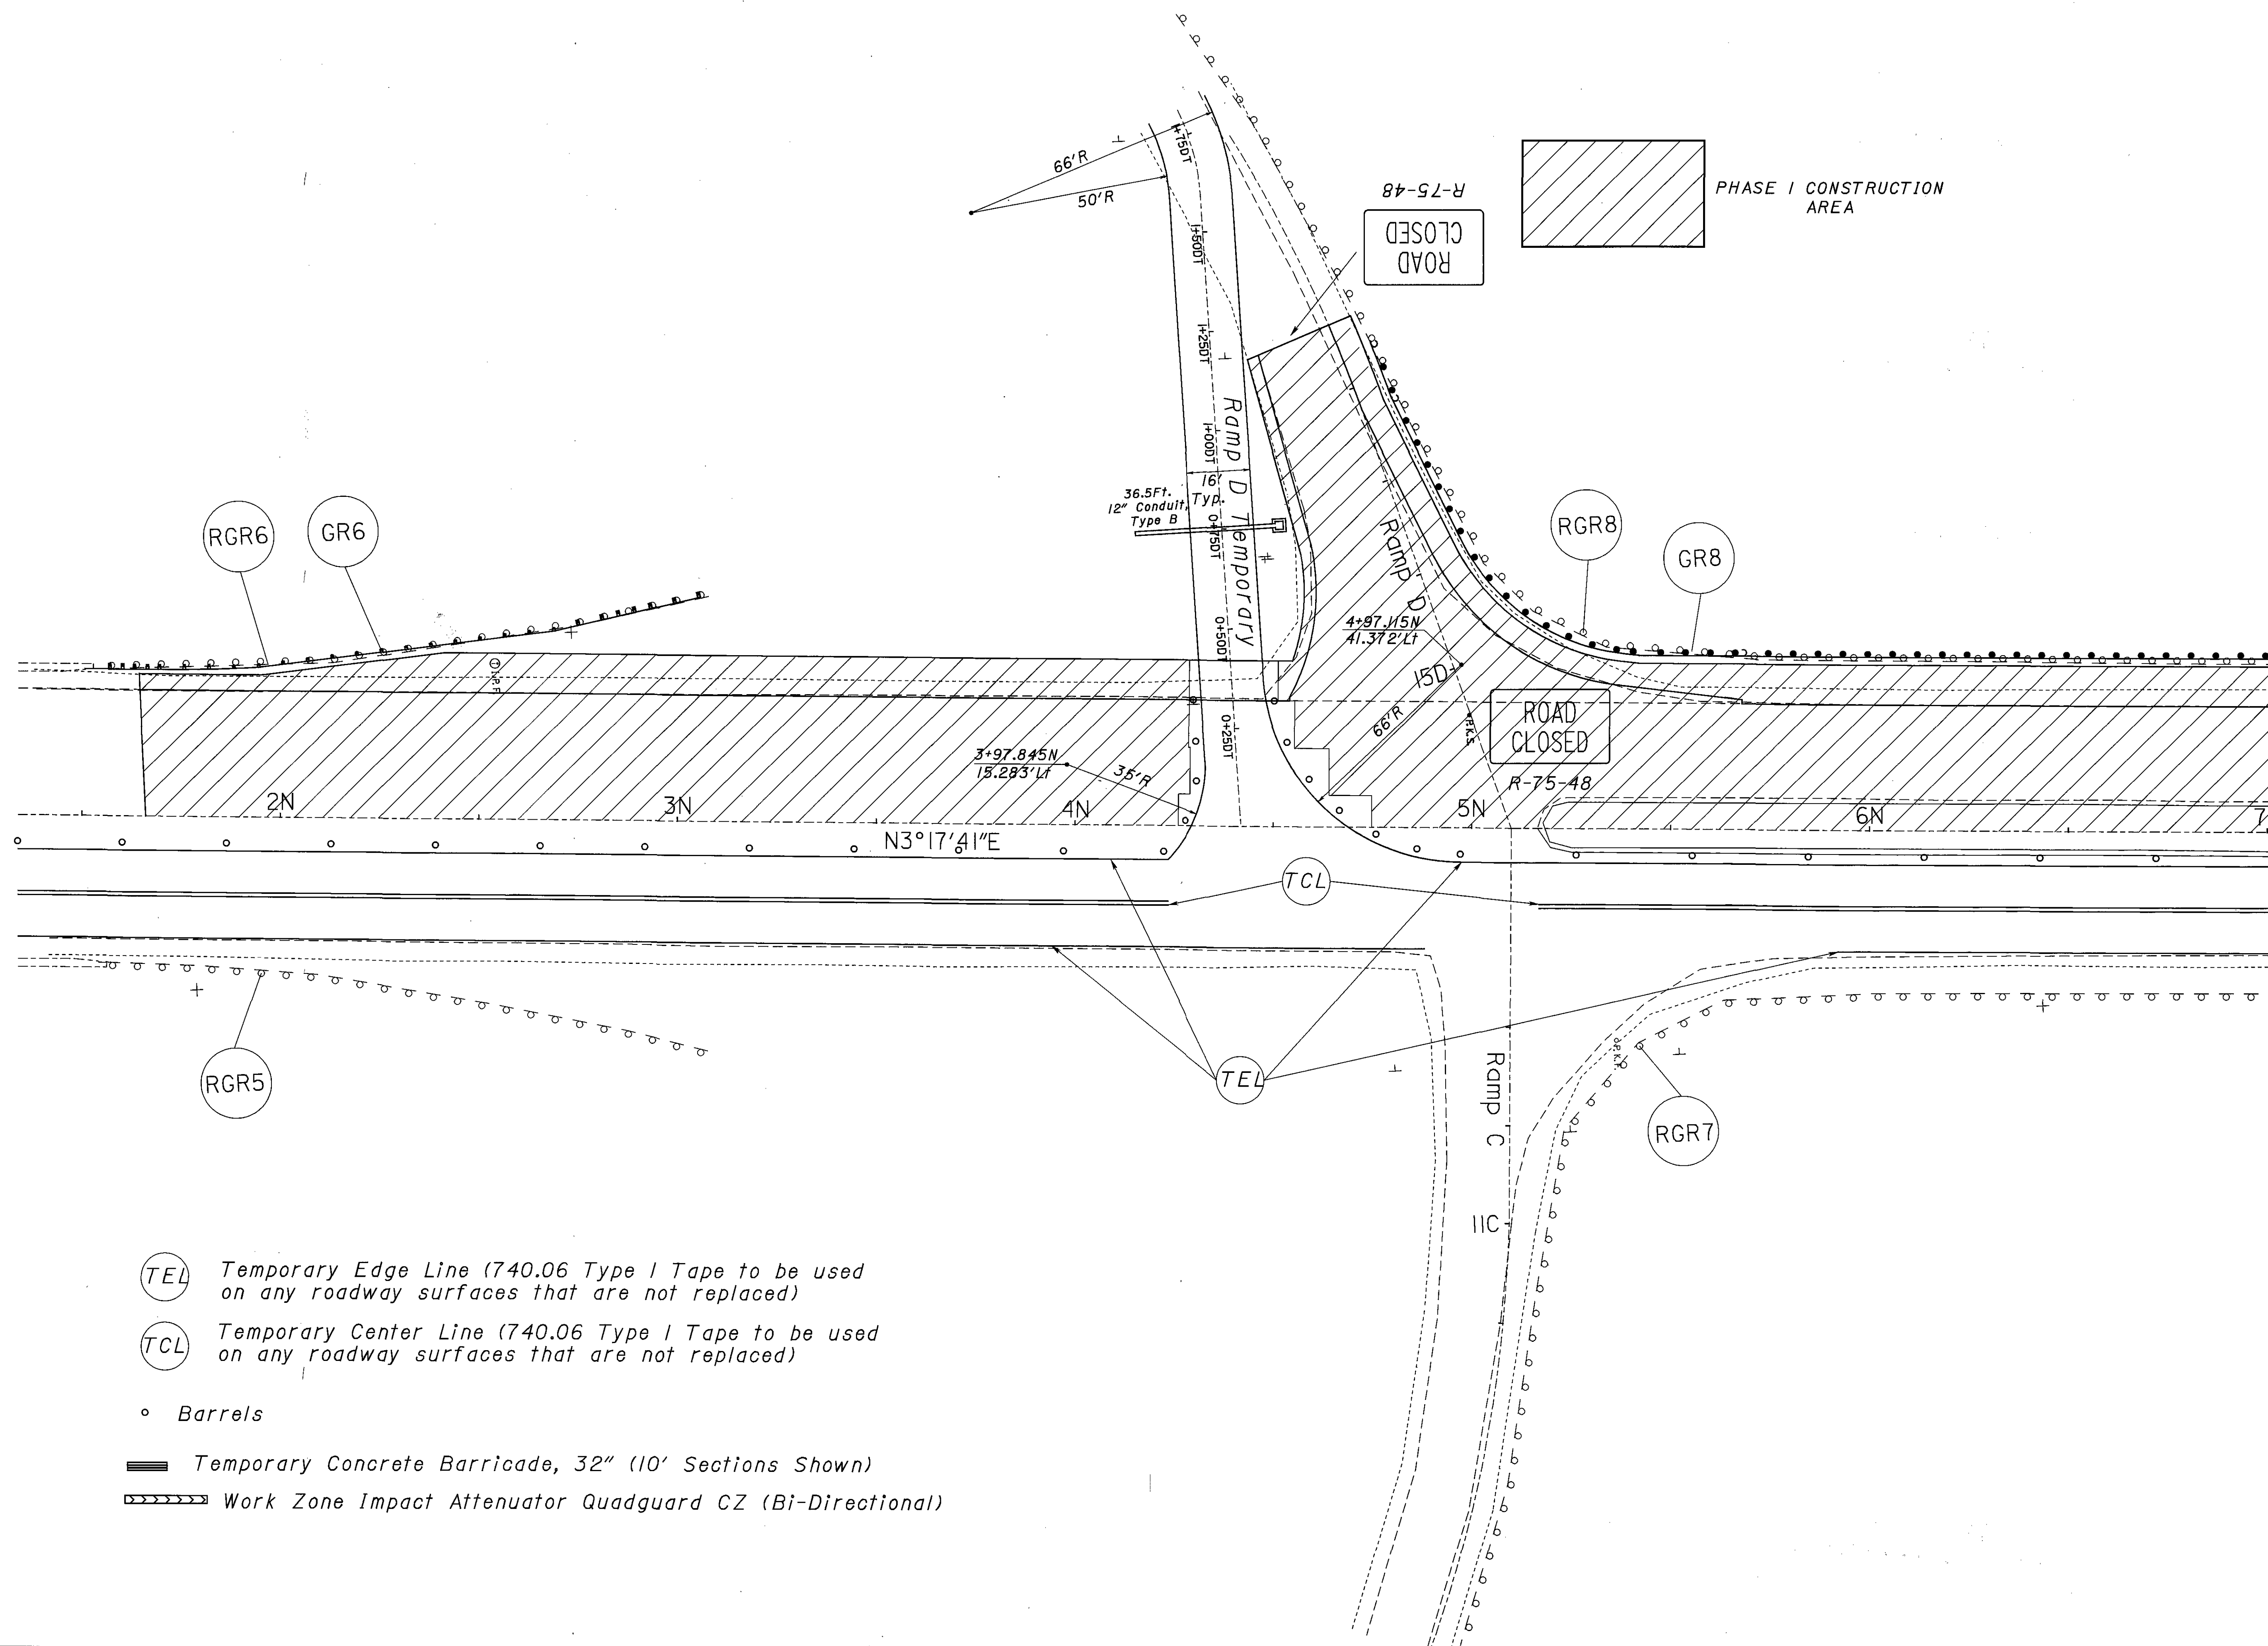 1+75DT
66'R
50'R
R-75-48
ROAD
CLOSED
PHASE 1 CONSTRUCTION
AREA
1+50DT
1+25DT
1+00DT
Ramp D Temporary
16'
Typ.
36.5Ft.
12" Conduit,
Type B
0+75DT
Ramp D
RGR6
GR6
RGR8
GR8
0+50DT
4+97.115N
41.372'Lt
15D
66'R
P.K.S.
ROAD
CLOSED
R-75-48
0+25DT
3+97.845N
15.283'Lt
35'R
I.P.F.
2N
3N
4N
5N
6N
7
N3°17'41"E
TCL
TEL
RGR5
P.K.F.
RGR7
Ramp C
11C
TEL
Temporary Edge Line (740.06 Type I Tape to be used
on any roadway surfaces that are not replaced)
TCL
Temporary Center Line (740.06 Type I Tape to be used
on any roadway surfaces that are not replaced)
Barrels
Temporary Concrete Barricade, 32" (10' Sections Shown)
Work Zone Impact Attenuator Quadguard CZ (Bi-Directional)